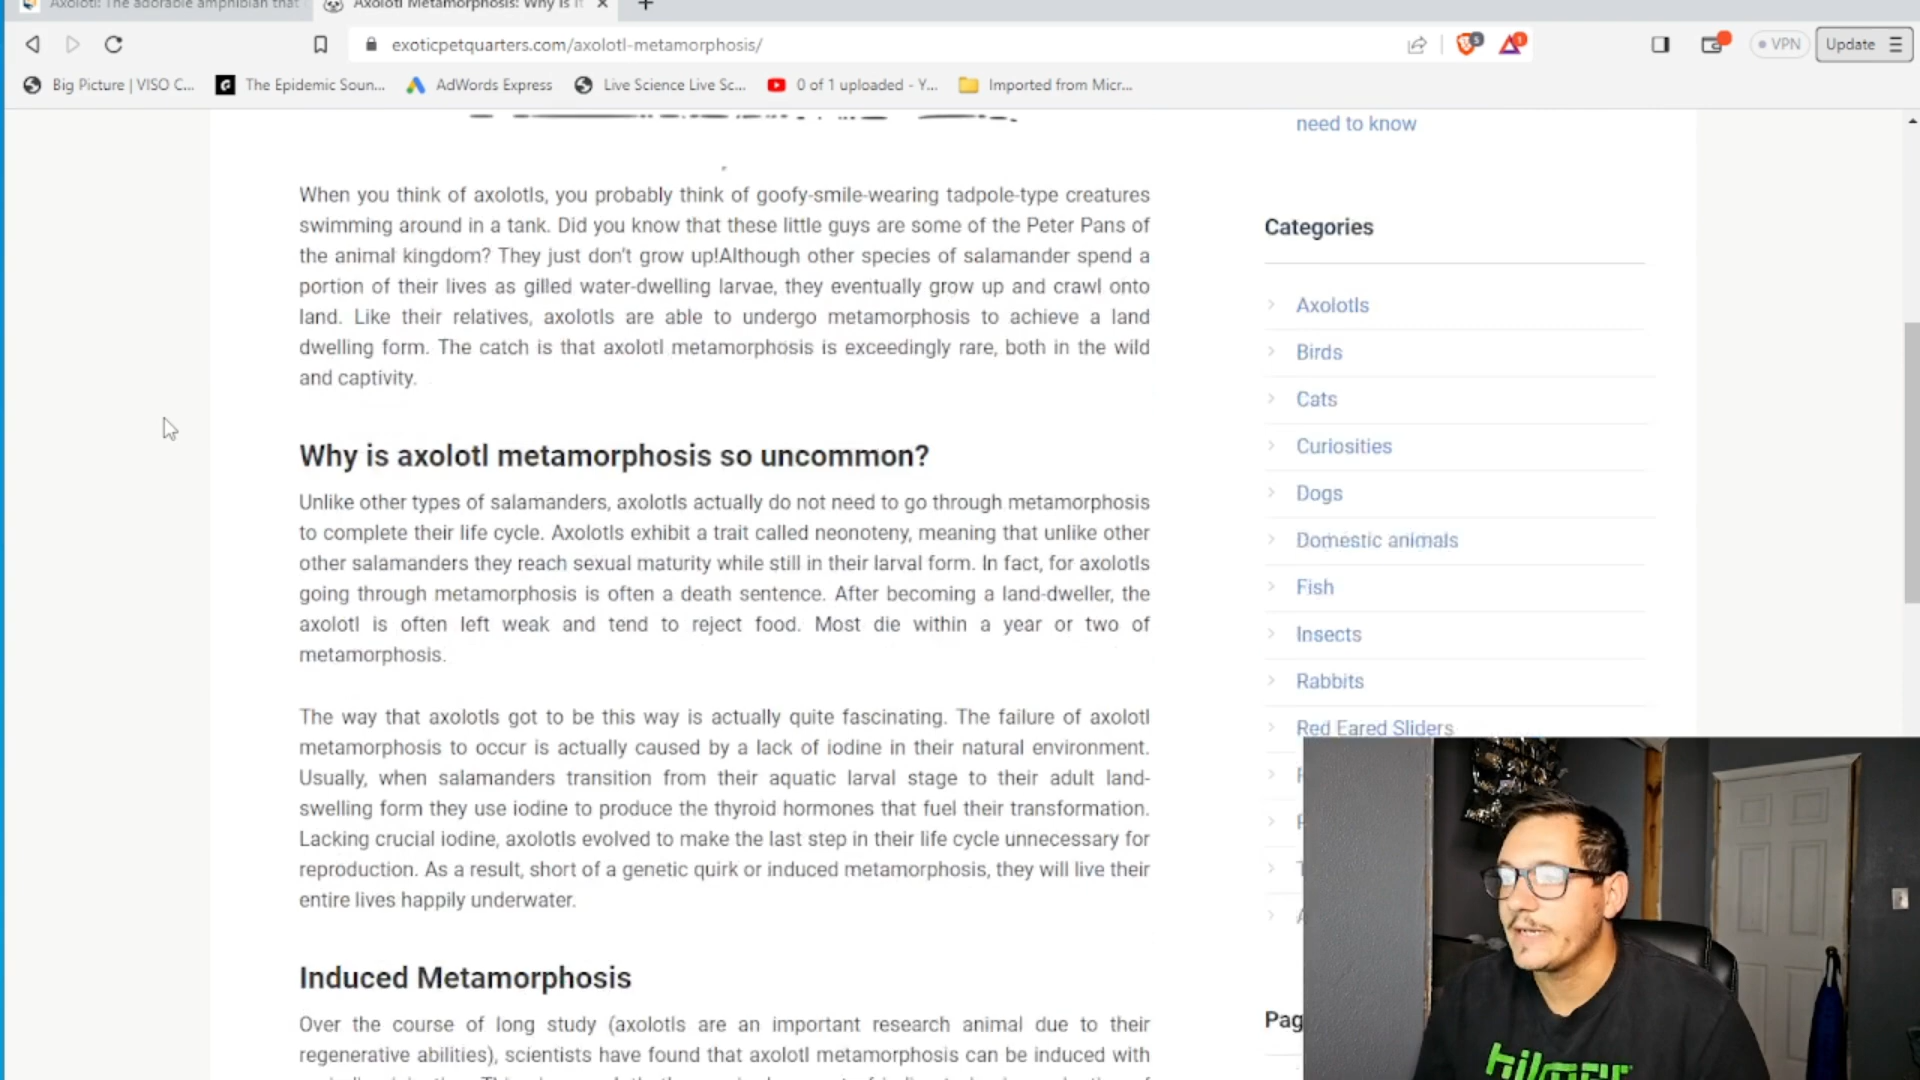 Axolotl: The adorable amphibian that
Axolotl Metamorphosis: Why Is It
exoticpetquarters.com/axolotl-metamorphosis/
VPN
Update
Big Picture | VISO C...
The Epidemic Soun...
AdWords Express
Live Science Live Sc...
0 of 1 uploaded - Y...
Imported from Micr...
When you think of axolotls, you probably think of goofy-smile-wearing tadpole-type creatures
swimming around in a tank. Did you know that these little guys are some of the Peter Pans of
the animal kingdom? They just don't grow up!Although other species of salamander spend a
portion of their lives as gilled water-dwelling larvae, they eventually grow up and crawl onto
land. Like their relatives, axolotls are able to undergo metamorphosis to achieve a land
dwelling form. The catch is that axolotl metamorphosis is exceedingly rare, both in the wild
and captivity.
Why is axolotl metamorphosis so uncommon?
Unlike other types of salamanders, axolotls actually do not need to go through metamorphosis
to complete their life cycle. Axolotls exhibit a trait called neonoteny, meaning that unlike other
other salamanders they reach sexual maturity while still in their larval form. In fact, for axolotls
going through metamorphosis is often a death sentence. After becoming a land-dweller, the
axolotl is often left weak and tend to reject food. Most die within a year or two of
metamorphosis.
The way that axolotls got to be this way is actually quite fascinating. The failure of axolotl
metamorphosis to occur is actually caused by a lack of iodine in their natural environment.
Usually, when salamanders transition from their aquatic larval stage to their adult land-
swelling form they use iodine to produce the thyroid hormones that fuel their transformation.
Lacking crucial iodine, axolotls evolved to make the last step in their life cycle unnecessary for
reproduction. As a result, short of a genetic quirk or induced metamorphosis, they will live their
entire lives happily underwater.
Induced Metamorphosis
Over the course of long study (axolotls are an important research animal due to their
regenerative abilities), scientists have found that axolotl metamorphosis can be induced with
need to know
Categories
Axolotls
Birds
Cats
Curiosities
Dogs
Domestic animals
Fish
Insects
Rabbits
Red Eared Sliders
Pag